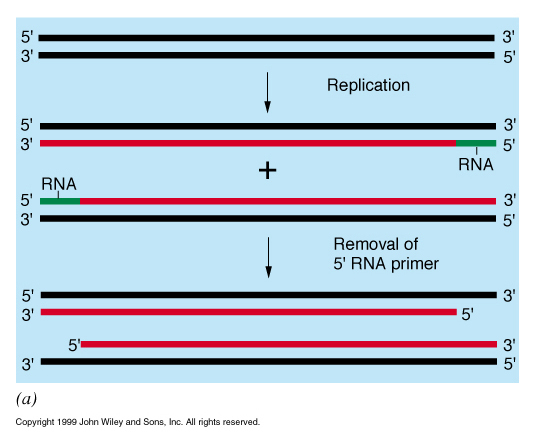 5' 3'
3' 5'
Replication
5' 3'
3' 5'
RNA
+
RNA
5' 3'
3' 5'
Removal of
5' RNA primer
5' 3'
3' 5'
5' 3'
3' 5'
(a)
Copyright 1999 John Wiley and Sons, Inc. All rights reserved.